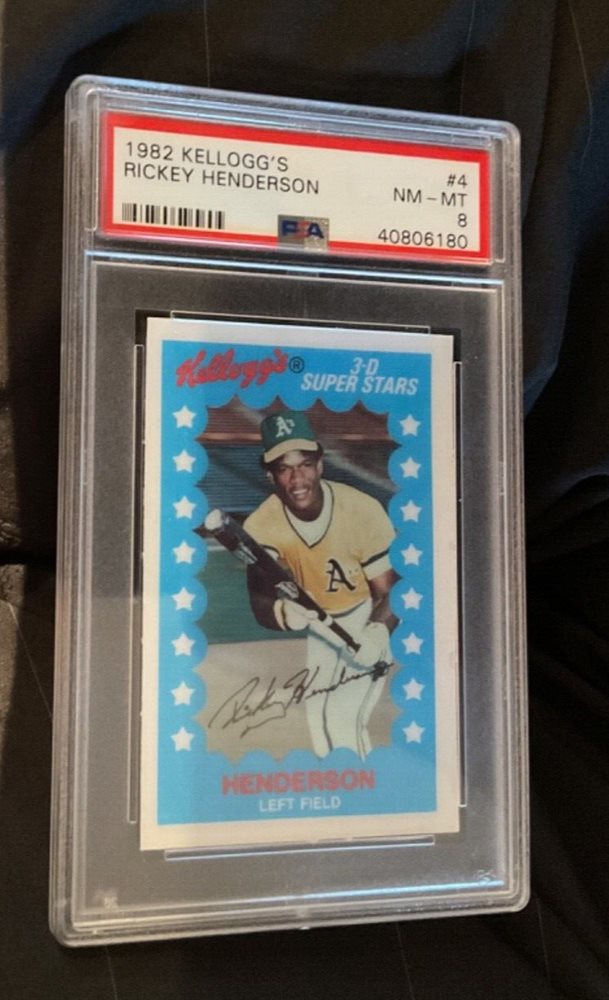 1982 KELLOGG'S #4
RICKEY HENDERSON NM - MT
8
PSA 40806180
Kellogg's® 3-D
SUPER STARS
A's
A's
Rickey Henderson
HENDERSON
LEFT FIELD